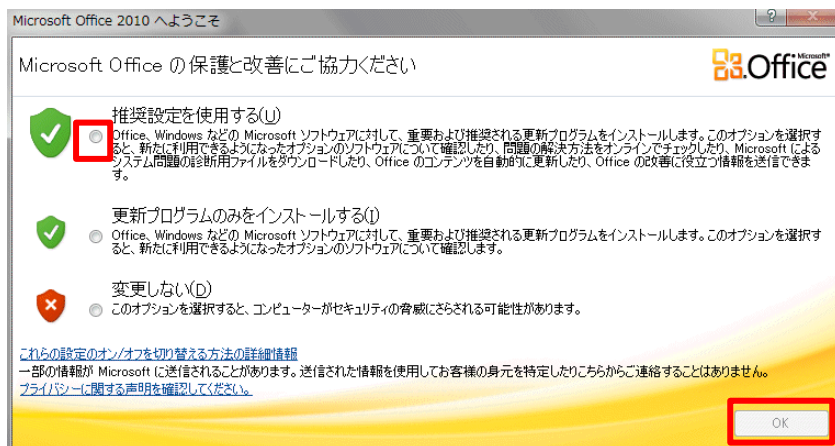 Microsoft Office 2010 へようこそ
Microsoft Office の保護と改善にご協力ください
Microsoft®
Office
推奨設定を使用する(U)
Office、Windows などの Microsoft ソフトウェアに対して、重要および推奨される更新プログラムをインストールします。このオプションを選択す
ると、新たに利用できるようになったオプションのソフトウェアについて確認したり、問題の解決方法をオンラインでチェックしたり、Microsoft による
システム問題の診断用ファイルをダウンロードしたり、Office のコンテンツを自動的に更新したり、Office の改善に役立つ情報を送信できま
す。
更新プログラムのみをインストールする(I)
Office、Windows などの Microsoft ソフトウェアに対して、重要および推奨される更新プログラムをインストールします。このオプションを選択す
ると、新たに利用できるようになったオプションのソフトウェアについて確認します。
変更しない(D)
このオプションを選択すると、コンピューターがセキュリティの脅威にさらされる可能性があります。
これらの設定のオン/オフを切り替える方法の詳細情報
一部の情報が Microsoft に送信されることがあります。送信された情報を使用してお客様の身元を特定したりこちらからご連絡することはありません。
プライバシーに関する声明を確認してください。
OK